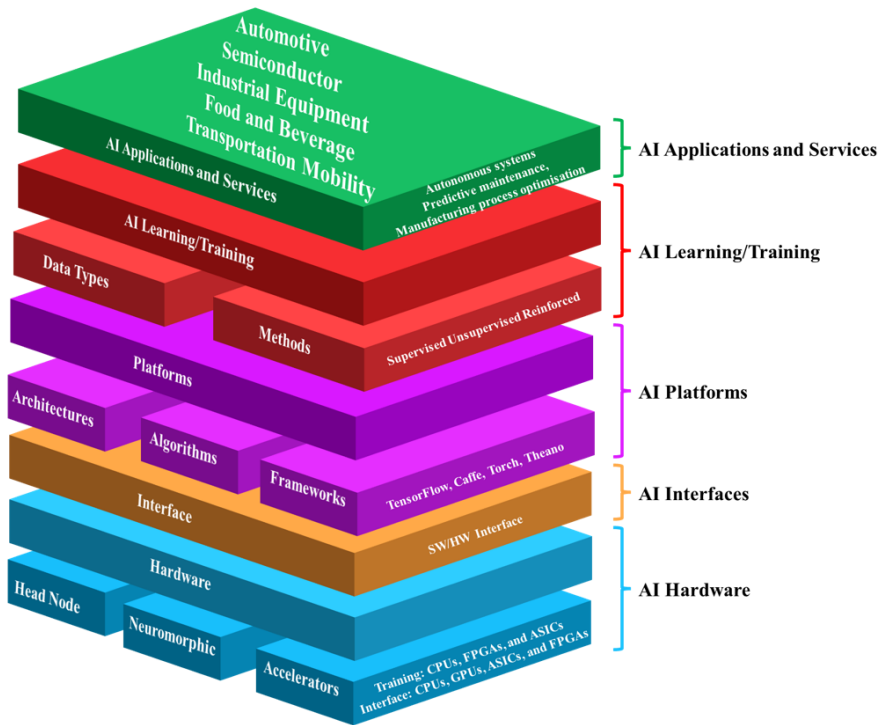 Automotive
Semiconductor
Industrial Equipment
Food and Beverage
Transportation Mobility
AI Applications and Services
Autonomous systems
Predictive maintenance,
Manufacturing process optimisation
AI Applications and Services
AI Learning/Training
AI Learning/Training
Data Types
Methods
Supervised Unsupervised Reinforced
Platforms
AI Platforms
Architectures
Algorithms
Frameworks
TensorFlow, Caffe, Torch, Theano
Interface
SW/HW Interface
AI Interfaces
Hardware
AI Hardware
Head Node
Neuromorphic
Accelerators
Training: CPUs, FPGAs, and ASICs
Interface: CPUs, GPUs, ASICs, and FPGAs